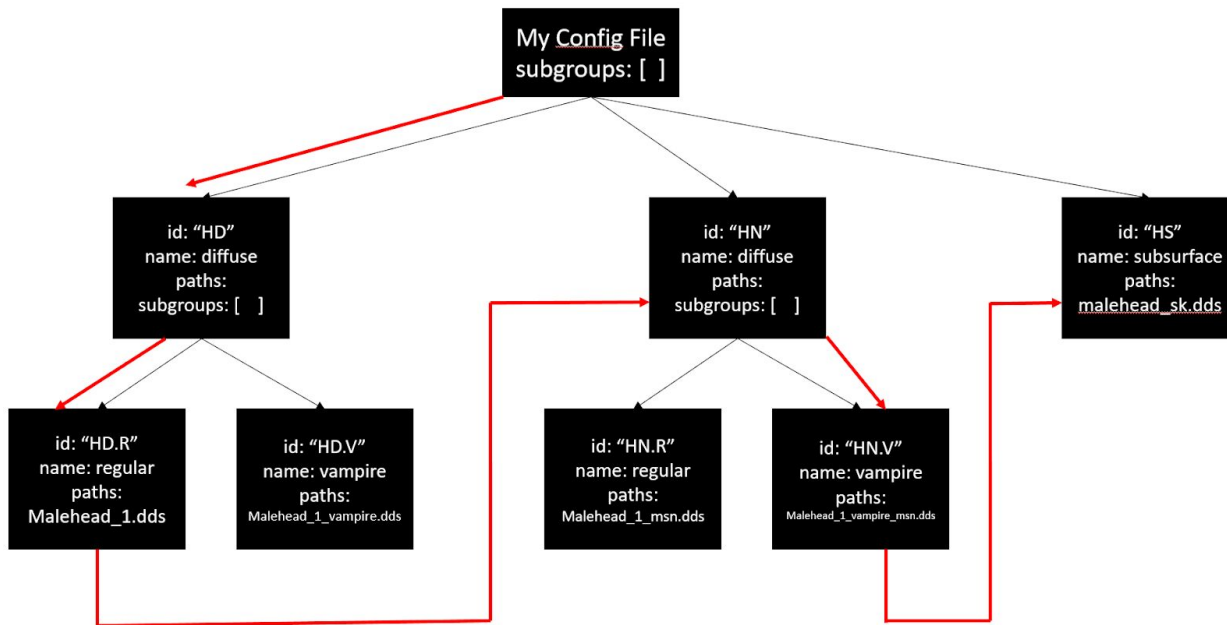 My Config File
subgroups: [ ]
id: “HD”
name: diffuse
paths:
subgroups: [ ]
id: “HN”
name: diffuse
paths:
subgroups: [ ]
id: “HS”
name: subsurface
paths:
malehead_sk.dds
id: “HD.R”
name: regular
paths:
Malehead_1.dds
id: “HD.V”
name: vampire
paths:
Malehead_1_vampire.dds
id: “HN.R”
name: regular
paths:
Malehead_1_msn.dds
id: “HN.V”
name: vampire
paths:
Malehead_1_vampire_msn.dds